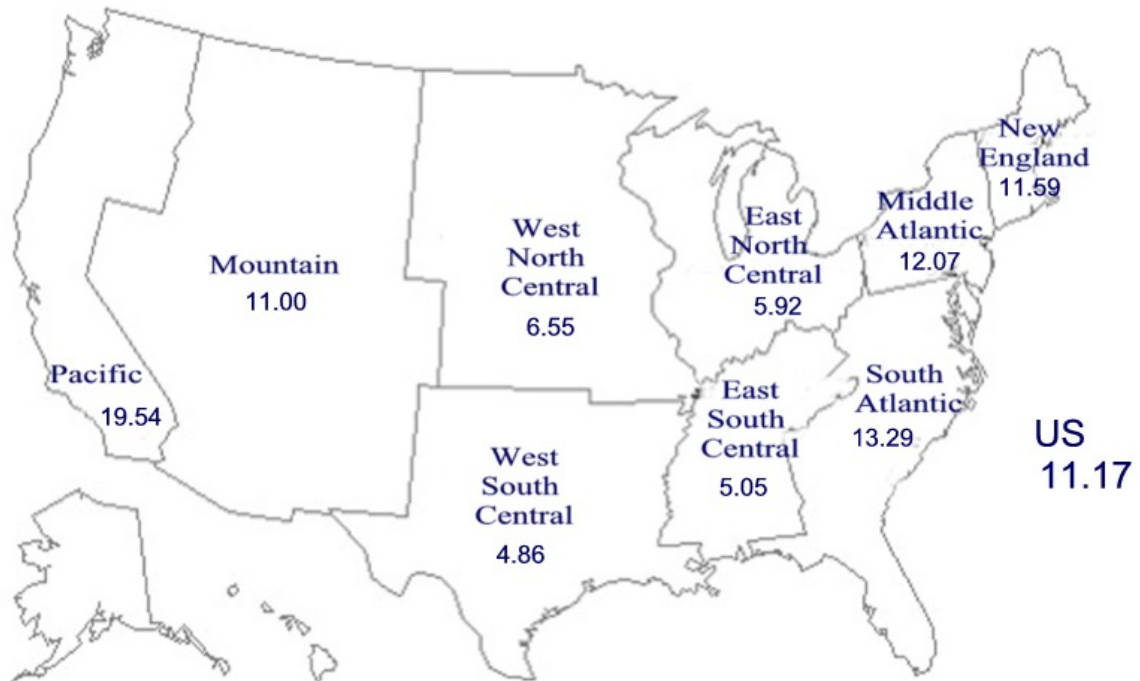 New
England
11.59
Middle
Atlantic
12.07
East
North
Central
5.92
West
North
Central
6.55
Mountain
11.00
Pacific
19.54
East
South
Central
5.05
South
Atlantic
13.29
US
11.17
West
South
Central
4.86